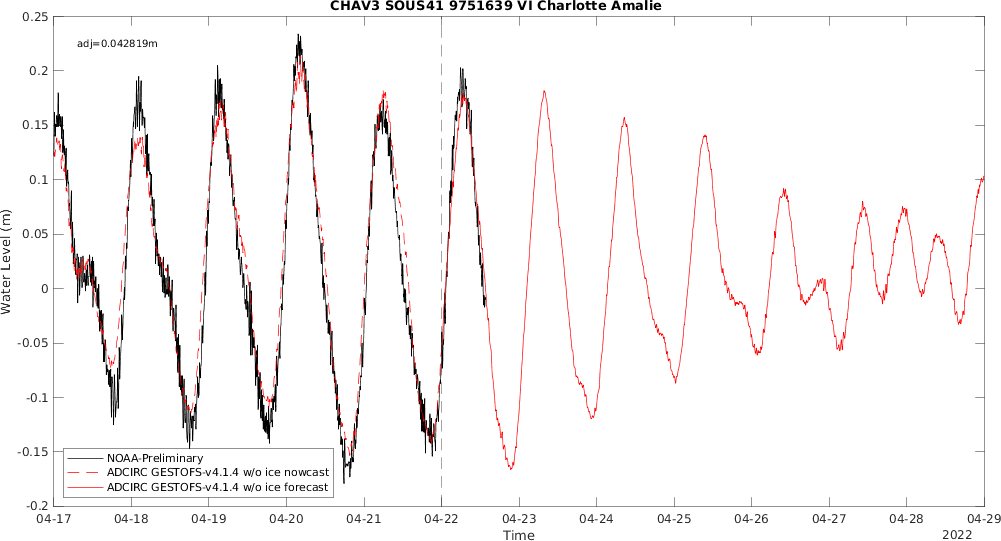 CHAV3 SOUS41 9751639 VI Charlotte Amalie
adj=0.042819m
0.25
0.2
0.15
0.1
0.05
0
-0.05
-0.1
-0.15
-0.2
Water Level (m)
NOAA-Preliminary
ADCIRC GESTOFS-v4.1.4 w/o ice nowcast
ADCIRC GESTOFS-v4.1.4 w/o ice forecast
04-17 04-18 04-19 04-20 04-21 04-22 04-23 04-24 04-25 04-26 04-27 04-28 04-29
Time
2022